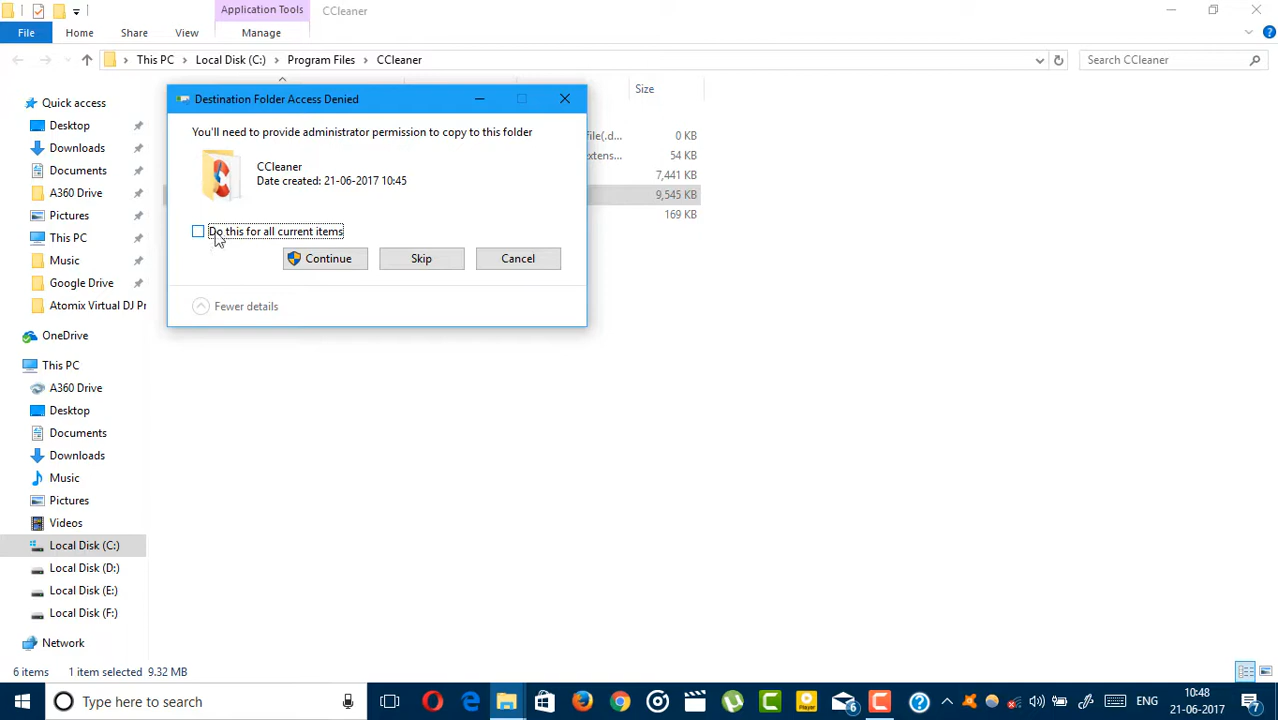 Application Tools
CCleaner
File
Home
Share
View
Manage
This PC
Local Disk (C:)
Program Files
CCleaner
Search CCleaner
Size
Quick access
Desktop
Downloads
Documents
A360 Drive
Pictures
This PC
Music
Google Drive
Atomix Virtual DJ Pr
OneDrive
This PC
A360 Drive
Desktop
Documents
Downloads
Music
Pictures
Videos
Local Disk (C:)
Local Disk (D:)
Local Disk (E:)
Local Disk (F:)
Network
Destination Folder Access Denied
You'll need to provide administrator permission to copy to this folder
CCleaner
Date created: 21-06-2017 10:45
Do this for all current items
Continue
Skip
Cancel
Fewer details
file(.d... 0 KB
extens... 54 KB
7,441 KB
9,545 KB
169 KB
6 items
1 item selected 9.32 MB
Type here to search
Player
6
ENG
10:48
21-06-2017
7